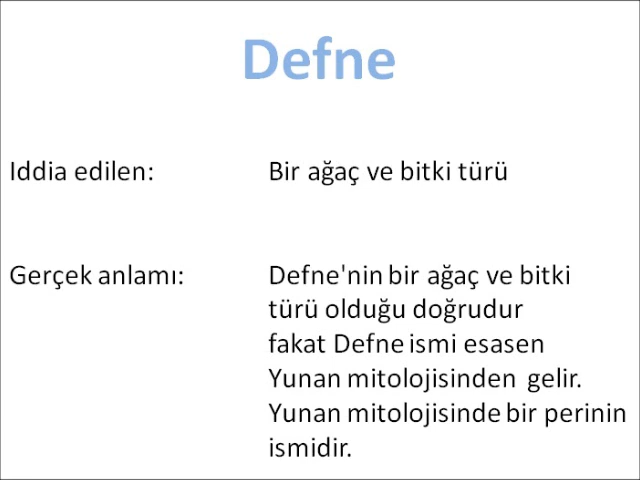 Defne
Iddia edilen: Bir ağaç ve bitki türü
Gerçek anlamı: Defne'nin bir ağaç ve bitki
türü olduğu doğrudur
fakat Defne ismi esasen
Yunan mitolojisinden gelir.
Yunan mitolojisinde bir perinin
ismidir.